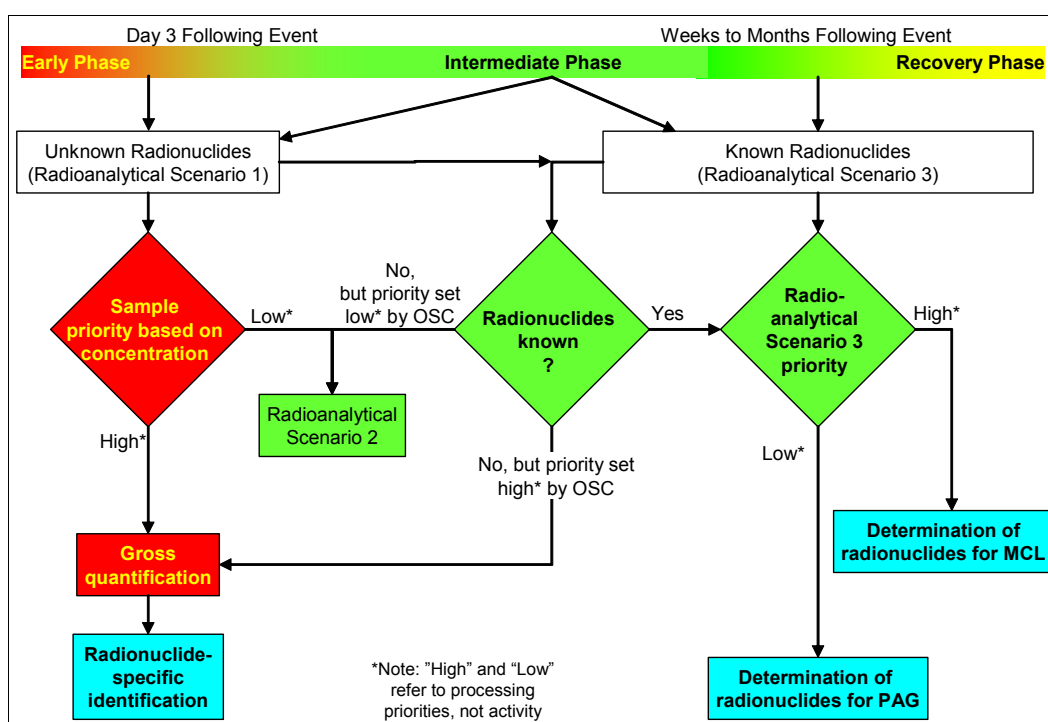 Day 3 Following Event
Weeks to Months Following Event
Early Phase
Intermediate Phase
Recovery Phase
Unknown Radionuclides
(Radioanalytical Scenario 1)
Known Radionuclides
(Radioanalytical Scenario 3)
Sample
priority based on
concentration
Low*
No,
but priority set
low* by OSC
Radionuclides
known
?
Yes
Radio-
analytical
Scenario 3
priority
High*
Radioanalytical
Scenario 2
High*
No, but priority set
high* by OSC
Low*
Determination of
radionuclides for MCL
Gross
quantification
Radionuclide-
specific
identification
*Note: ”High” and “Low”
refer to processing
priorities, not activity
Determination of
radionuclides for PAG